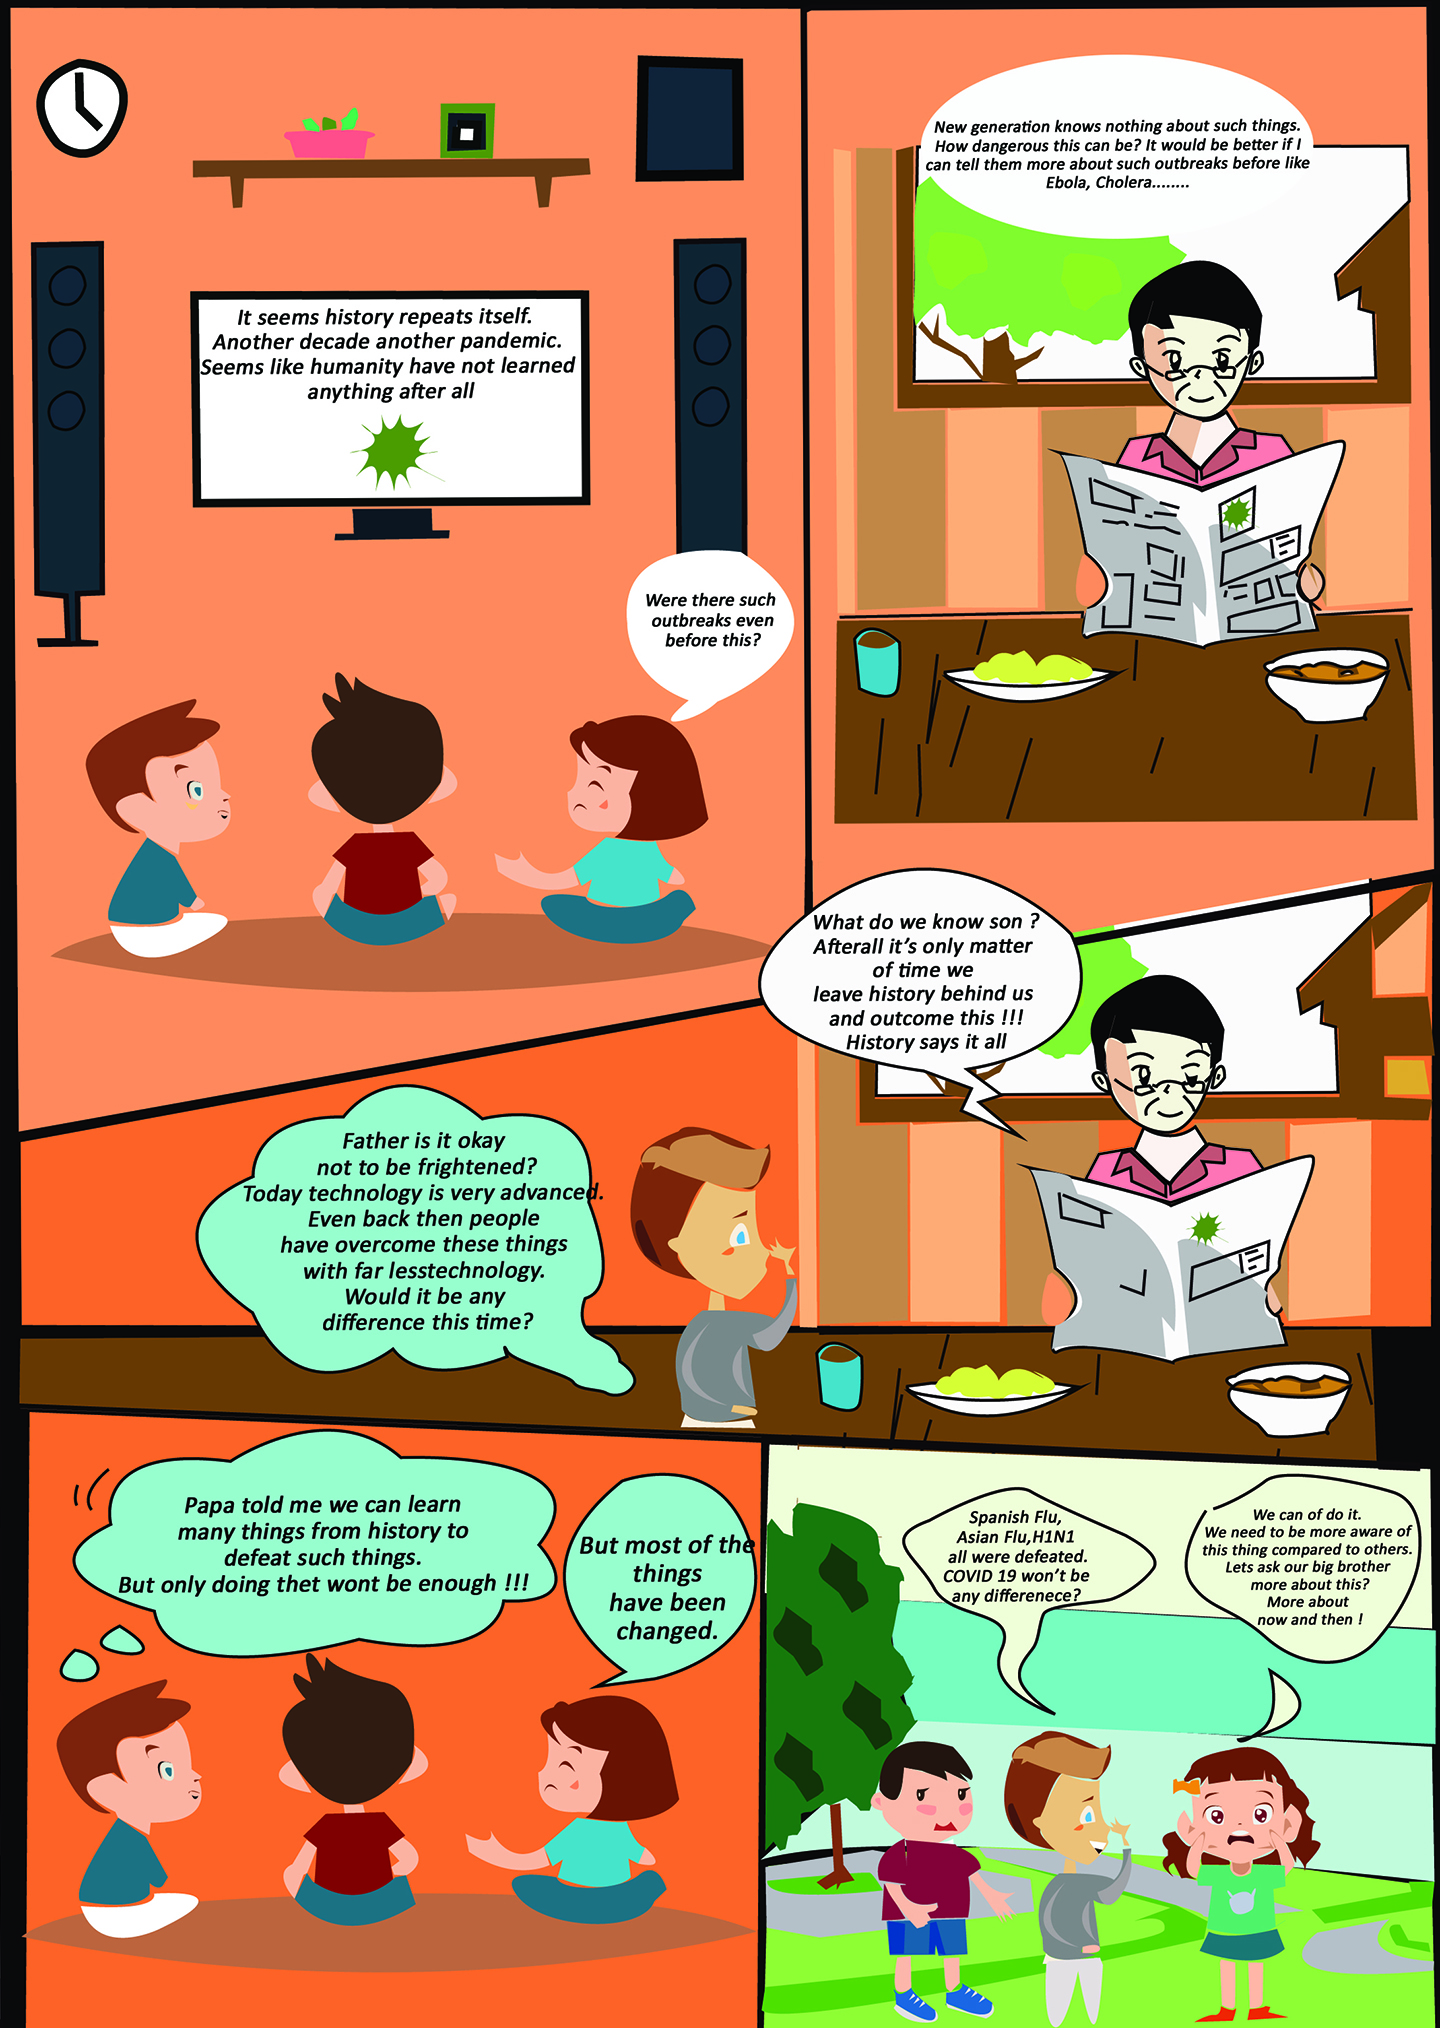 It seems history repeats itself.
Another decade another pandemic.
Seems like humanity have not learned
anything after all
Were there such
outbreaks even
before this?
New generation knows nothing about such things.
How dangerous this can be? It would be better if I
can tell them more about such outbreaks before like
Ebola, Cholera........
What do we know son ?
Afterall it's only matter
of time we
leave history behind us
and outcome this !!!
History says it all
Father is it okay
not to be frightened?
Today technology is very advanced.
Even back then people
have overcome these things
with far lesstechnology.
Would it be any
difference this time?
Papa told me we can learn
many things from history to
defeat such things.
But only doing thet wont be enough !!!
But most of the
things
have been
changed.
Spanish Flu,
Asian Flu,H1N1
all were defeated.
COVID 19 won't be
any differenece?
We can of do it.
We need to be more aware of
this thing compared to others.
Lets ask our big brother
more about this?
More about
now and then !